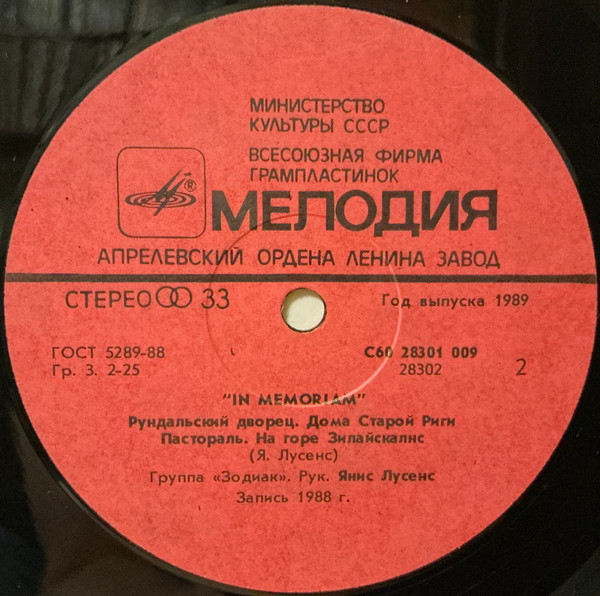 МИНИСТЕРСТВО
КУЛЬТУРЫ СССР
ВСЕСОЮЗНАЯ ФИРМА
ГРАМПЛАСТИНОК
® МЕЛОДИЯ
АПРЕЛЕВСКИЙ ОРДЕНА ЛЕНИНА ЗАВОД
СТЕРЕО 33 Год выпуска 1989
ГОСТ 5289-88 С60 28301 009
Гр. 3. 2-25 28302 2
"IN MEMORIAM"
Рундальский дворец. Дома Старой Риги
Пастораль. На горе Зилайскалнс
(Я. Лусенс)
Группа «Зодиак». Рук. Янис Лусенс
Запись 1988 г.